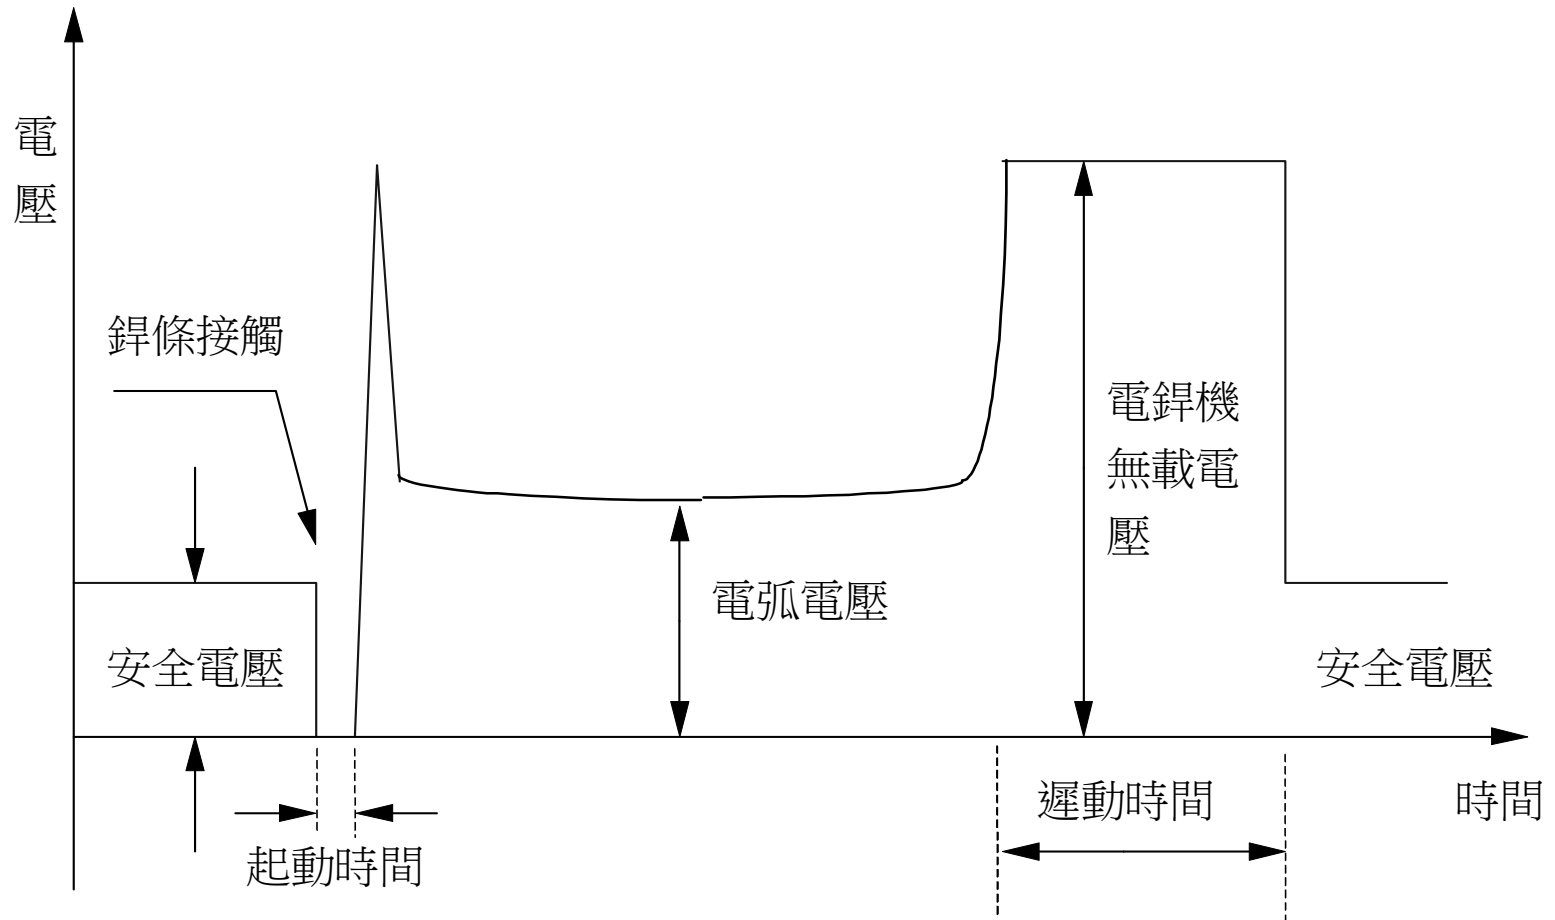 電
壓
銲條接觸
電銲機
無載電
壓
電弧電壓
安全電壓
安全電壓
遲動時間
時間
起動時間